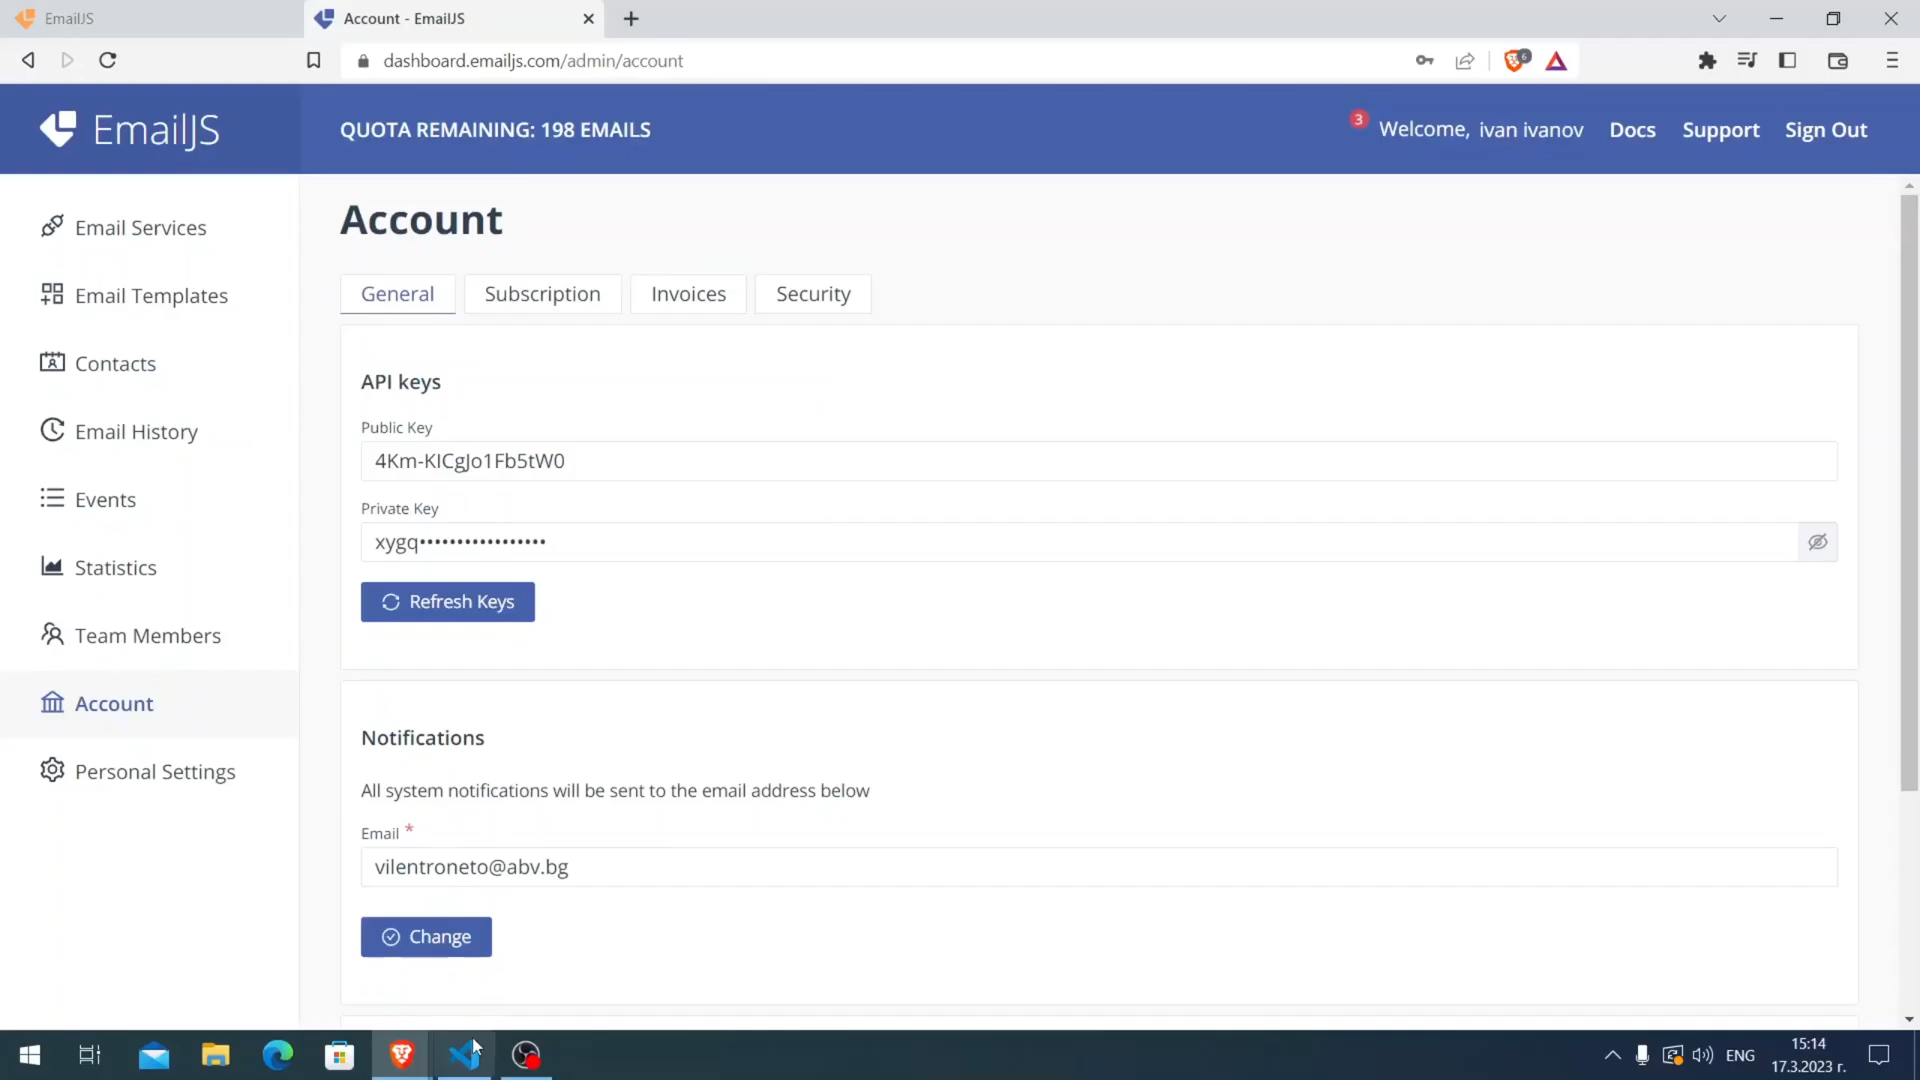 EmailJS
Account - EmailJS
dashboard.emailjs.com/admin/account
6
EmailJS
QUOTA REMAINING: 198 EMAILS
3
Welcome, ivan ivanov
Docs
Support
Sign Out
Email Services
Email Templates
Contacts
Email History
Events
Statistics
Team Members
Account
Personal Settings
Account
General
Subscription
Invoices
Security
API keys
Public Key
4Km-KICgJo1Fb5tW0
Private Key
xygq•••••••••••••••••
Refresh Keys
Notifications
All system notifications will be sent to the email address below
Email *
vilentroneto@abv.bg
Change
ENG
15:14
17.3.2023 г.